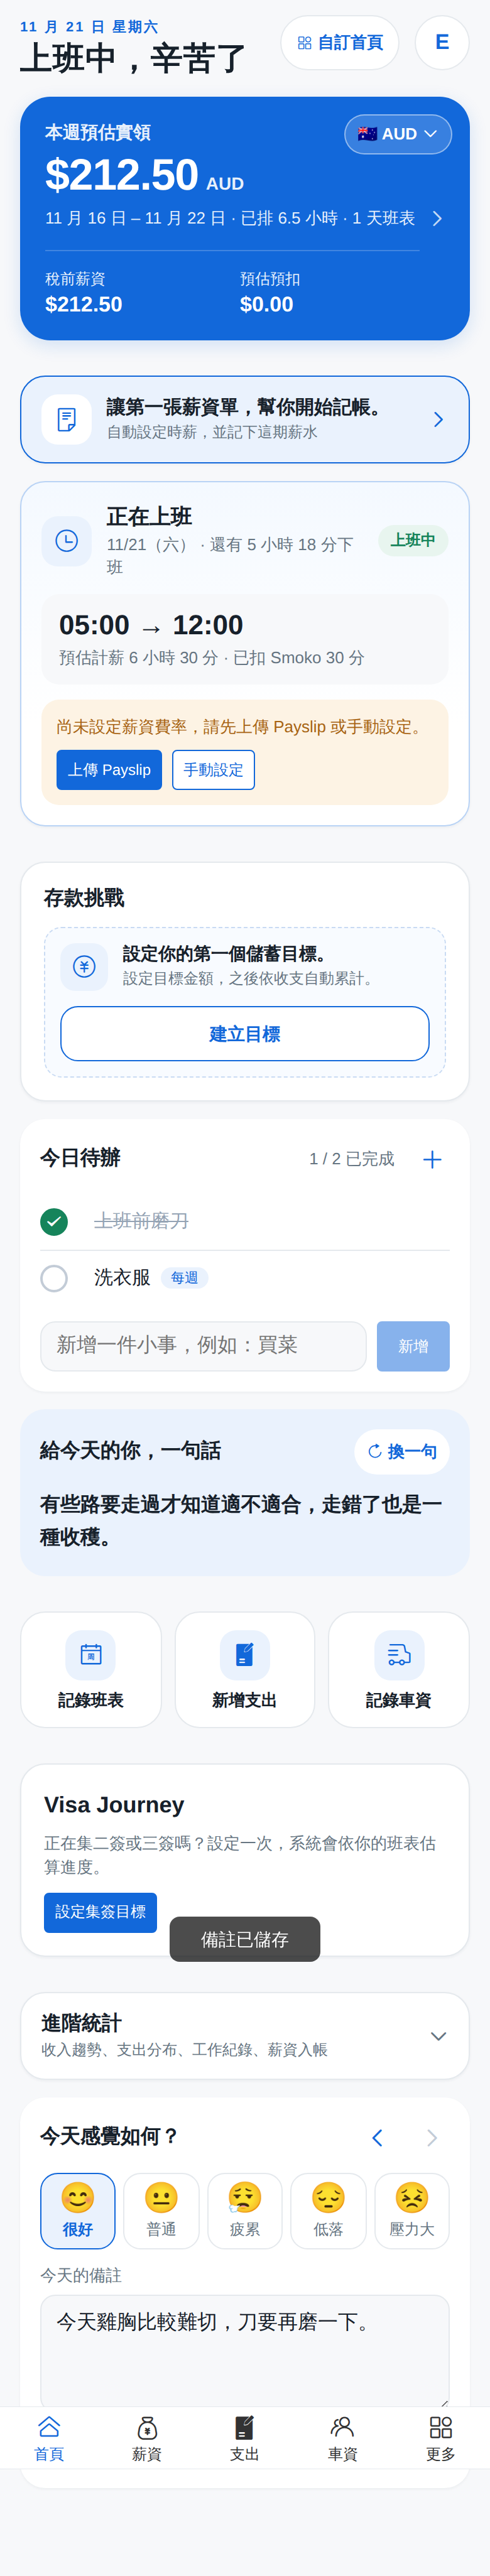 11 月 21 日 星期六
上班中，辛苦了
自訂首頁
E
本週預估實領
🇦🇺 AUD
$212.50 AUD
11 月 16 日 – 11 月 22 日 · 已排 6.5 小時 · 1 天班表
稅前薪資
預估預扣
$212.50
$0.00
讓第一張薪資單，幫你開始記帳。
自動設定時薪，並記下這期薪水
正在上班
11/21（六） · 還有 5 小時 18 分下
班
上班中
05:00 → 12:00
預估計薪 6 小時 30 分 · 已扣 Smoko 30 分
尚未設定薪資費率，請先上傳 Payslip 或手動設定。
上傳 Payslip
手動設定
存款挑戰
設定你的第一個儲蓄目標。
設定目標金額，之後依收支自動累計。
建立目標
今日待辦
1 / 2 已完成
上班前磨刀
洗衣服
每週
新增一件小事，例如：買菜
新增
給今天的你，一句話
換一句
有些路要走過才知道適不適合，走錯了也是一
種收穫。
記錄班表
新增支出
記錄車資
Visa Journey
正在集二簽或三簽嗎？設定一次，系統會依你的班表估
算進度。
設定集簽目標
備註已儲存
進階統計
收入趨勢、支出分布、工作紀錄、薪資入帳
今天感覺如何？
很好
普通
疲累
低落
壓力大
今天的備註
今天雞胸比較難切，刀要再磨一下。
首頁
薪資
支出
車資
更多